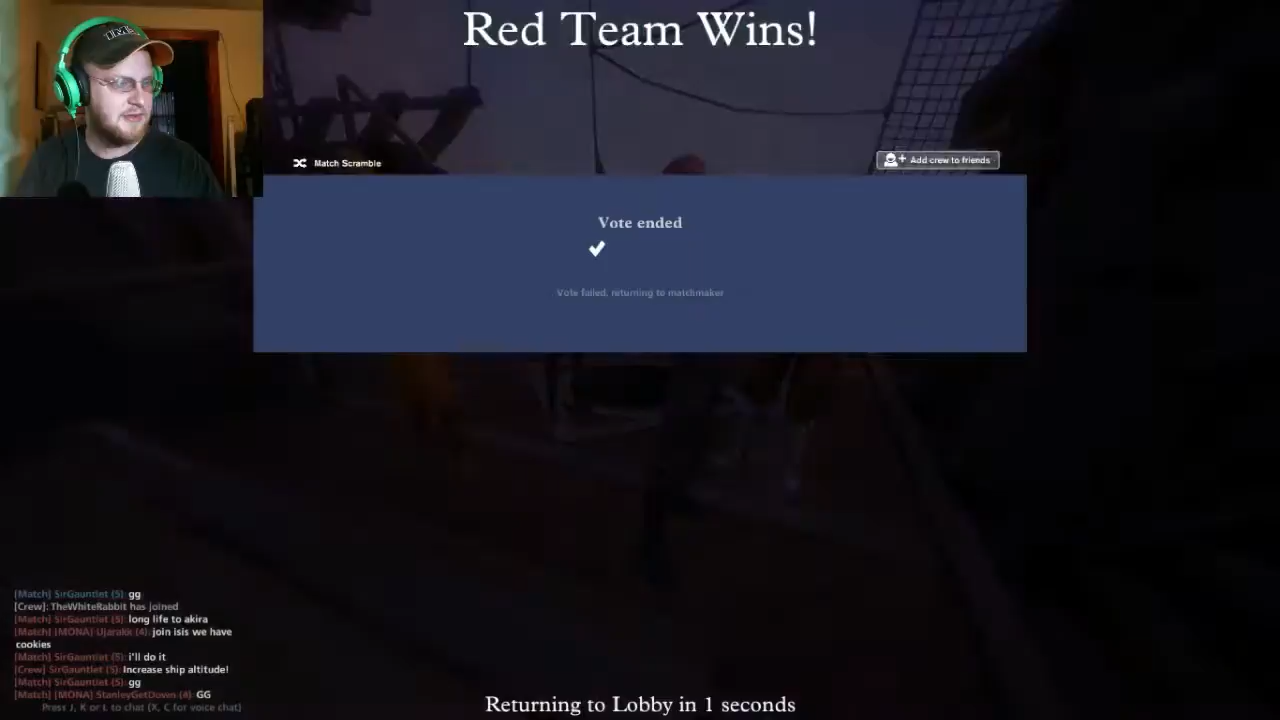 Red Team Wins!
Match Scramble
Add crew to friends
Vote ended
Vote failed, returning to matchmaker
[Match] SirGauntlet (5): gg
[Crew]: TheWhiteRabbit has joined
[Match] SirGauntlet (5): long life to akira
[Match] [MONA] Ujarakk (4): join isis we have
cookies
[Match] SirGauntlet (5): i'll do it
[Crew] SirGauntlet (5): Increase ship altitude!
[Match] SirGauntlet (5): gg
[Match] [MONA] StanleyGetDown (4): GG
Press J, K or L to chat (X, C for voice chat)
Returning to Lobby in 1 seconds